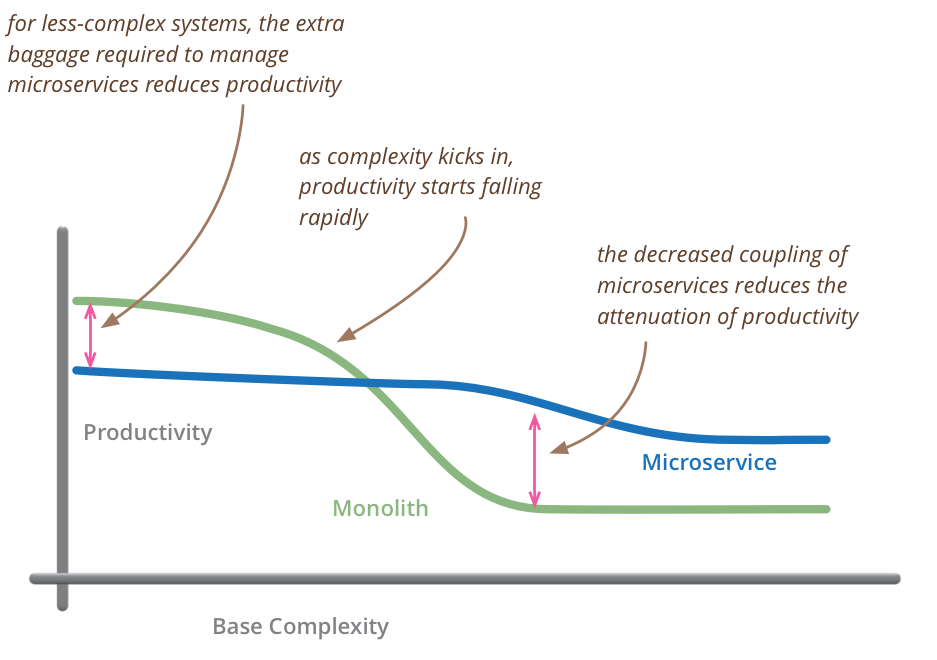 for less-complex systems, the extra
baggage required to manage
microservices reduces productivity
as complexity kicks in,
productivity starts falling
rapidly
the decreased coupling of
microservices reduces the
attenuation of productivity
Productivity
Microservice
Monolith
Base Complexity